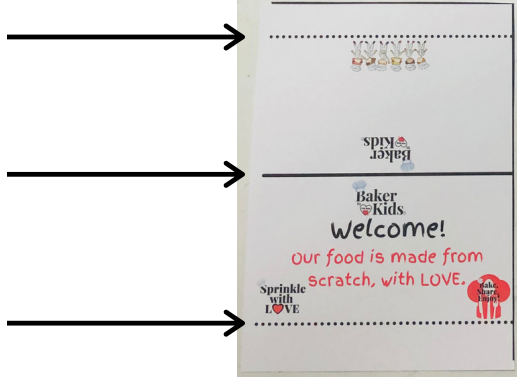 Baker
Kids
Baker
Kids
Welcome!
Our food is made from
scratch, with LOVE.
Sprinkle
with
LOVE
Bake,
Share,
Enjoy!